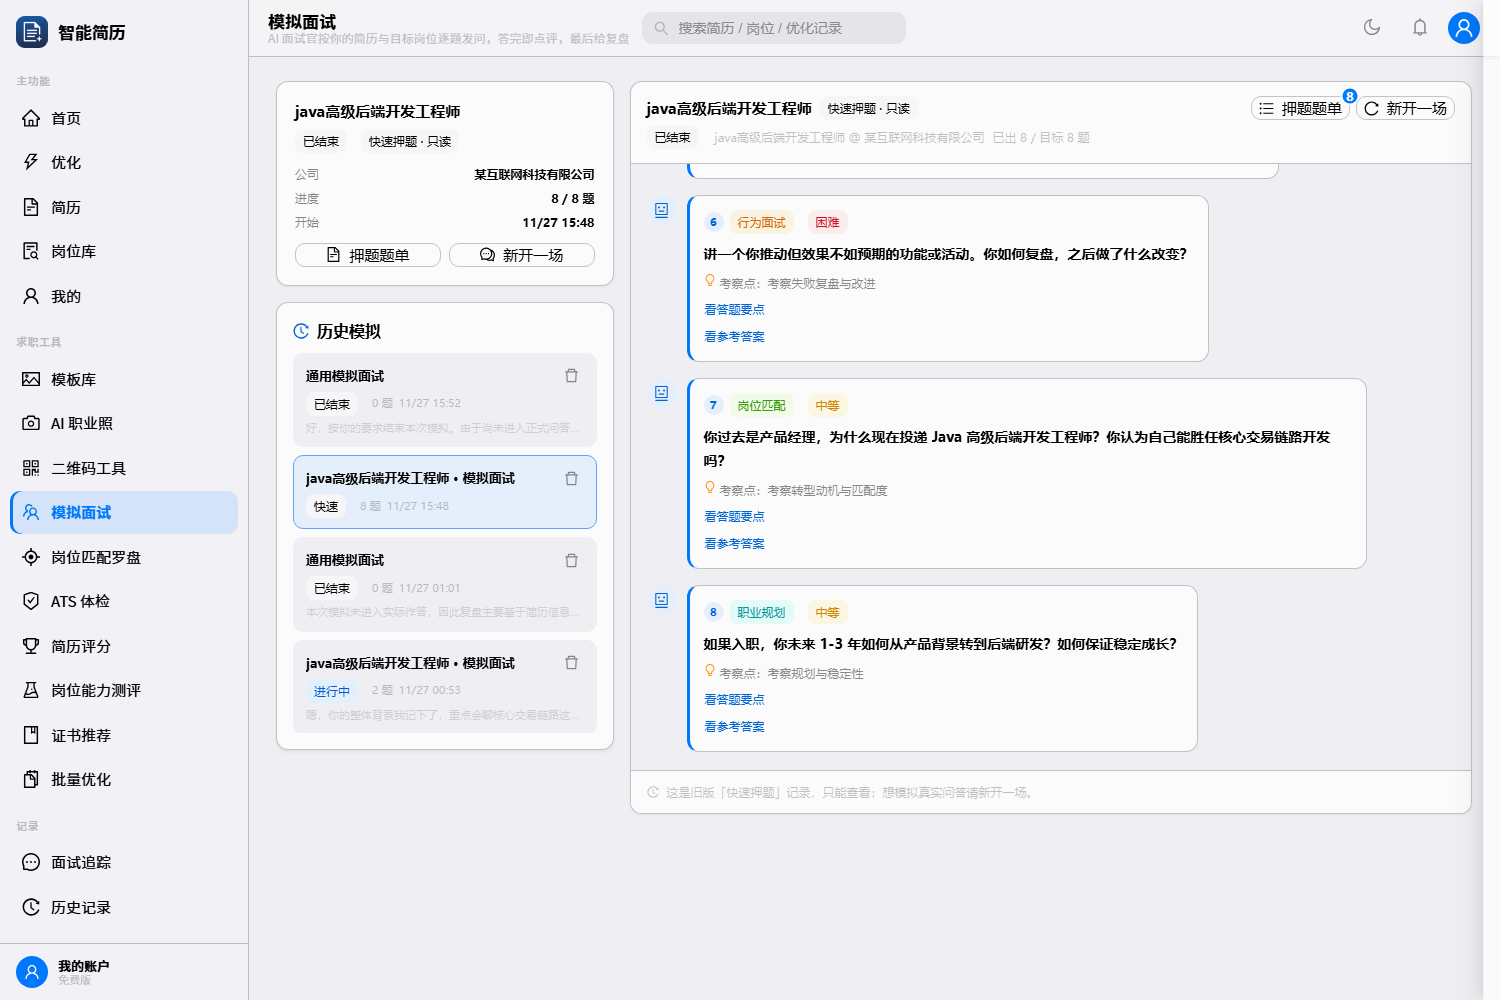 智能简历
主功能
首页
优化
简历
岗位库
我的
求职工具
模板库
AI 职业照
二维码工具
模拟面试
岗位匹配罗盘
ATS 体检
简历评分
岗位能力测评
证书推荐
批量优化
记录
面试追踪
历史记录
我的账户
免费版
模拟面试
AI 面试官按你的简历与目标岗位逐题发问，答完即点评，最后给复盘
搜索简历 / 岗位 / 优化记录
java高级后端开发工程师
已结束 快速押题 · 只读
公司 某互联网科技有限公司
进度 8 / 8 题
开始 11/27 15:48
押题题单 新开一场
历史模拟
通用模拟面试
已结束 0 题 11/27 15:52
好，按你的要求结束本次模拟。由于尚未进入正式问答...
java高级后端开发工程师 • 模拟面试
快速 8 题 11/27 15:48
通用模拟面试
已结束 0 题 11/27 01:01
本次模拟未进入实际作答，因此复盘主要基于简历信息...
java高级后端开发工程师 • 模拟面试
进行中 2 题 11/27 00:53
嗯，你的整体背景我记下了，重点会聊核心交易链路这...
java高级后端开发工程师 快速押题 · 只读
押题题单 8 新开一场
已结束 java高级后端开发工程师 @ 某互联网科技有限公司 已出 8 / 目标 8 题
6 行为面试 困难
讲一个你推动但效果不如预期的功能或活动。你如何复盘，之后做了什么改变？
考察点：考察失败复盘与改进
看答题要点
看参考答案
7 岗位匹配 中等
你过去是产品经理，为什么现在投递 Java 高级后端开发工程师？你认为自己能胜任核心交易链路开发
吗？
考察点：考察转型动机与匹配度
看答题要点
看参考答案
8 职业规划 中等
如果入职，你未来 1-3 年如何从产品背景转到后端研发？如何保证稳定成长？
考察点：考察规划与稳定性
看答题要点
看参考答案
这是旧版「快速押题」记录，只能查看；想模拟真实问答请新开一场。